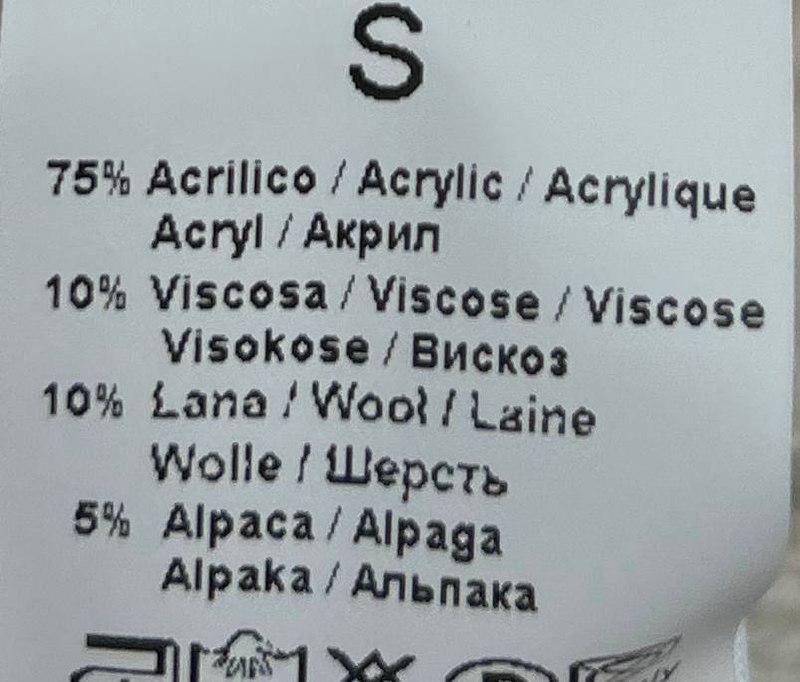 S
75% Acrilico / Acrylic / Acrylique
Acryl / Акрил
10% Viscosa / Viscose / Viscose
Visokose / Вискоз
10% Lana / Wool / Laine
Wolle / Шерсть
5% Alpaca / Alpaga
Alpaka / Альпака